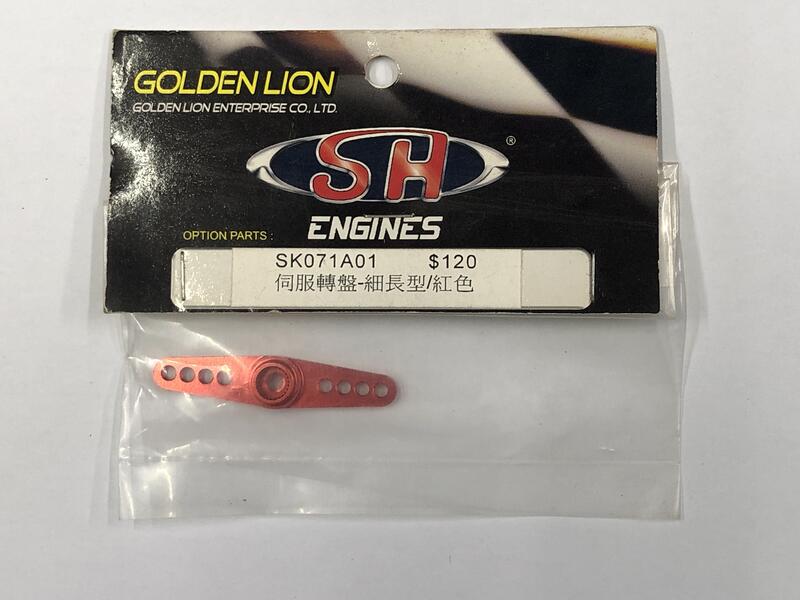 GOLDEN LION
GOLDEN LION ENTERPRISE CO., LTD.
SH®
ENGINES
OPTION PARTS :
SK071A01 $120
伺服轉盤-細長型/紅色